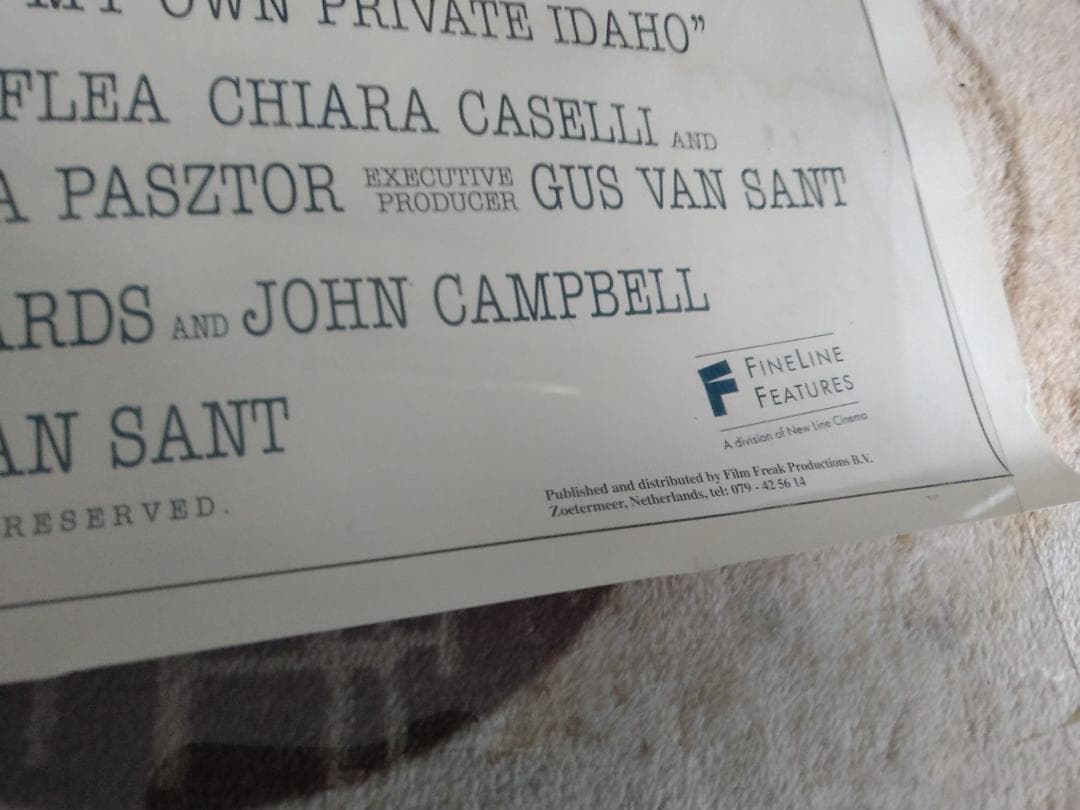 MY OWN PRIVATE IDAHO”
FLEA CHIARA CASELLI AND
A PASZTOR EXECUTIVE PRODUCER GUS VAN SANT
ARDS AND JOHN CAMPBELL
AN SANT
RESERVED.
FINELINE
FEATURES
A division of New Line Cinema
Published and distributed by Film Freak Productions B.V.
Zoetermeer, Netherlands, tel: 079 - 42 56 14